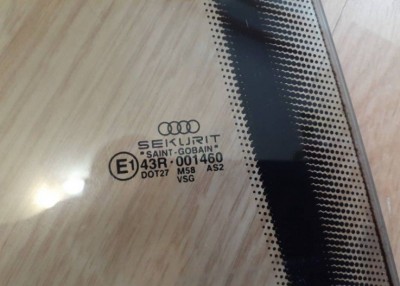 SEKURIT
"SAINT-GOBAIN"
E1 43R-001460
DOT27 M58 AS2
VSG